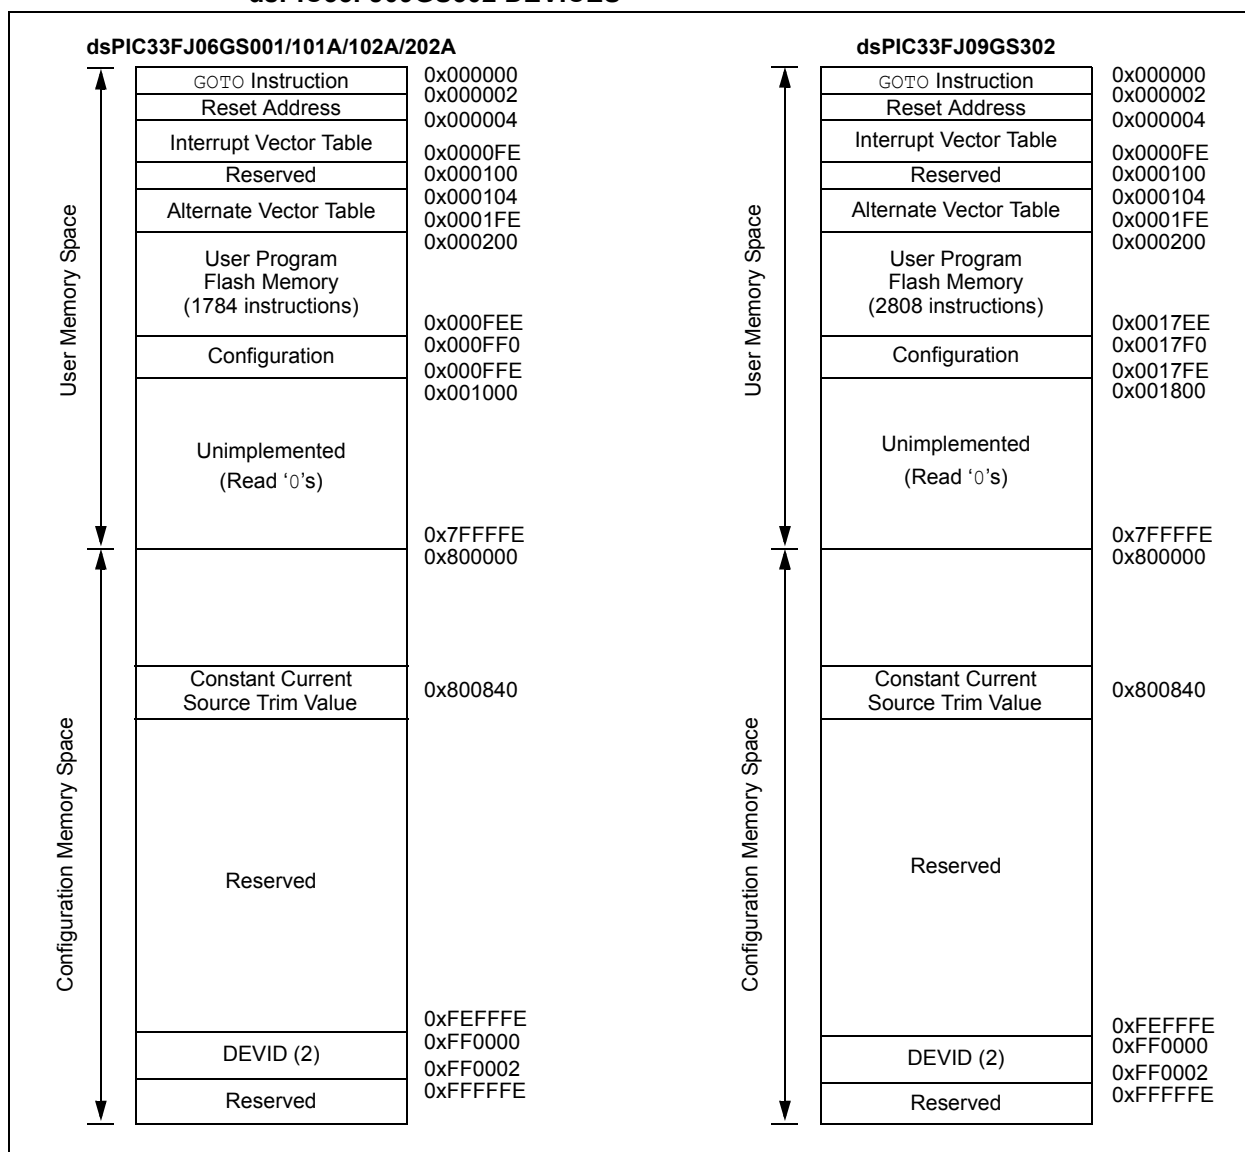 dsPIC33FJ06GS001/101A/102A/202A
User Memory Space
Configuration Memory Space
GOTO Instruction
0x000000
Reset Address
0x000002
0x000004
Interrupt Vector Table
0x0000FE
Reserved
0x000100
0x000104
Alternate Vector Table
0x0001FE
0x000200
User Program
Flash Memory
(1784 instructions)
0x000FEE
0x000FF0
Configuration
0x000FFE
0x001000
Unimplemented
(Read ‘0’s)
0x7FFFFE
0x800000
Constant Current
Source Trim Value
0x800840
Reserved
0xFEFFFE
0xFF0000
DEVID (2)
0xFF0002
0xFFFFFE
Reserved
dsPIC33FJ09GS302
User Memory Space
Configuration Memory Space
GOTO Instruction
0x000000
Reset Address
0x000002
0x000004
Interrupt Vector Table
0x0000FE
Reserved
0x000100
0x000104
Alternate Vector Table
0x0001FE
0x000200
User Program
Flash Memory
(2808 instructions)
0x0017EE
0x0017F0
Configuration
0x0017FE
0x001800
Unimplemented
(Read ‘0’s)
0x7FFFFE
0x800000
Constant Current
Source Trim Value
0x800840
Reserved
0xFEFFFE
0xFF0000
DEVID (2)
0xFF0002
0xFFFFFE
Reserved